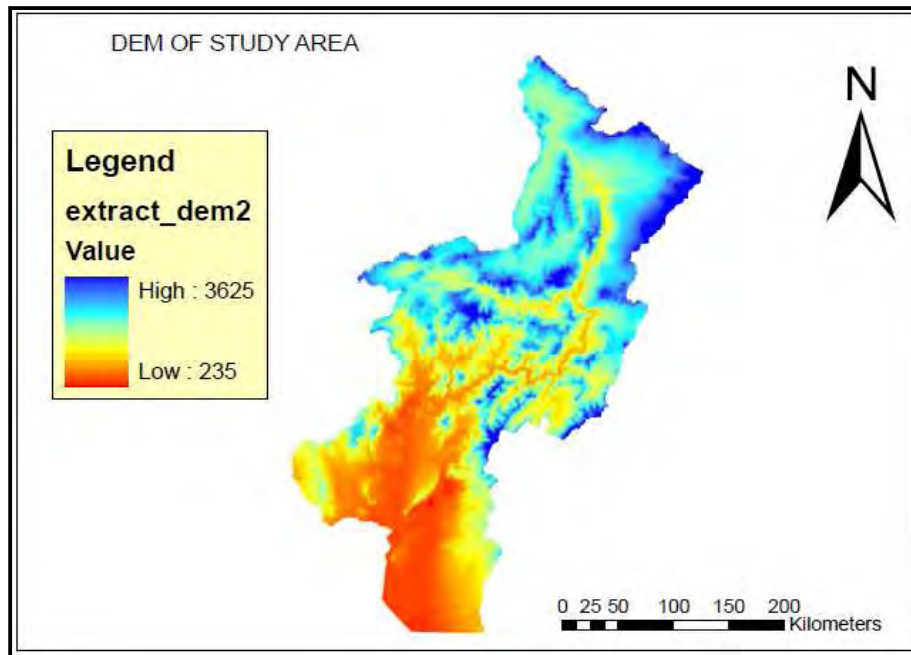 DEM OF STUDY AREA
N
Legend
extract_dem2
Value
High : 3625
Low : 235
0 25 50 100 150 200
Kilometers